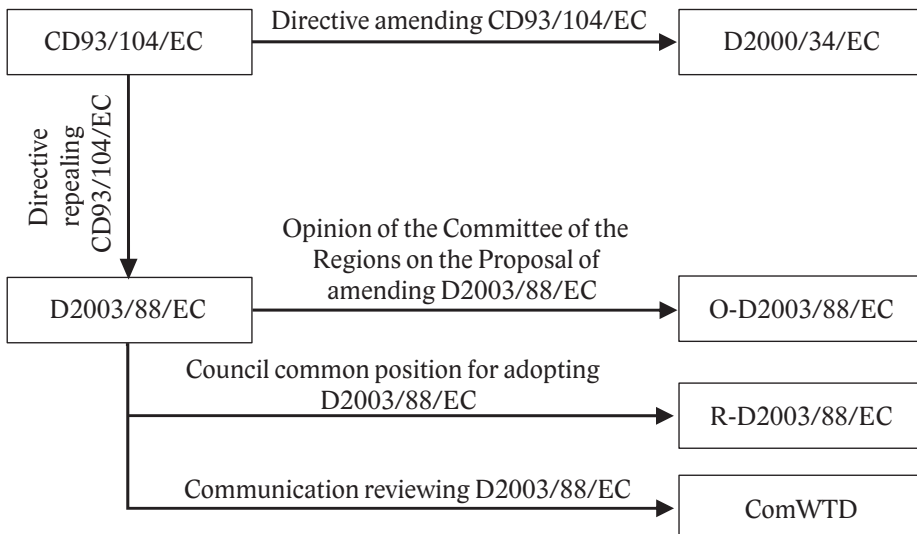 CD93/104/EC
Directive amending CD93/104/EC
D2000/34/EC
Directive
repealing
CD93/104/EC
Opinion of the Committee of the
Regions on the Proposal of
amending D2003/88/EC
D2003/88/EC
O-D2003/88/EC
Council common position for adopting
D2003/88/EC
R-D2003/88/EC
Communication reviewing D2003/88/EC
ComWTD